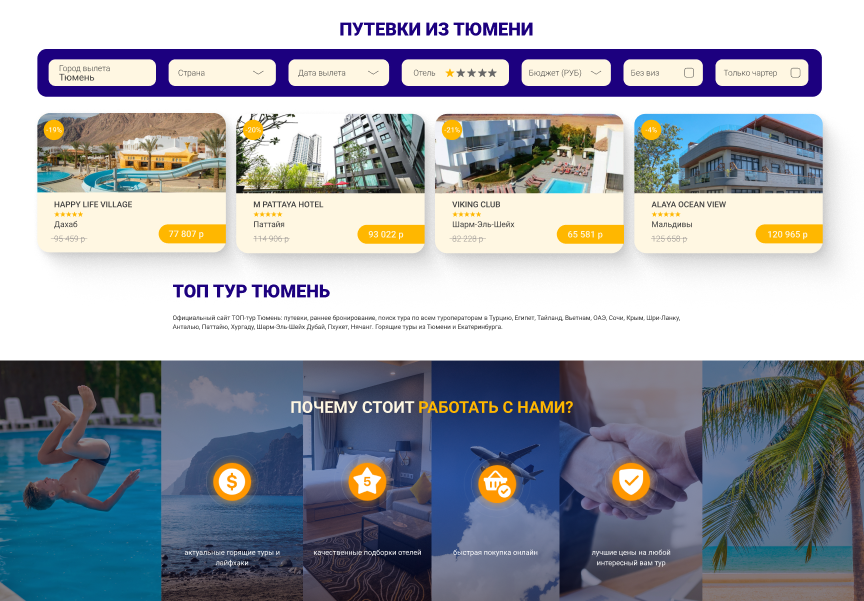 ПУТЕВКИ ИЗ ТЮМЕНИ
Город вылета
Тюмень
Страна
Дата вылета
Отель
Бюджет (РУБ)
Без виз
Только чартер
-19%
-20%
-21%
-4%
HAPPY LIFE VILLAGE
Дахаб
95 459 р
77 807 р
M PATTAYA HOTEL
Паттайя
114 906 р
93 022 р
VIKING CLUB
Шарм-Эль-Шейх
82 228 р
65 581 р
ALAYA OCEAN VIEW
Мальдивы
125 658 р
120 965 р
ТОП ТУР ТЮМЕНЬ
Официальный сайт ТОП-тур Тюмень: путевки, раннее бронирование, поиск тура по всем туроператорам в Турцию, Египет, Тайланд, Вьетнам, ОАЭ, Сочи, Крым, Шри-Ланку,
Анталью, Паттайю, Хургаду, Шарм-Эль-Шейх Дубай, Пхукет, Нячанг. Горящие туры из Тюмени и Екатеринбурга.
ПОЧЕМУ СТОИТ РАБОТАТЬ С НАМИ?
$
5
актуальные горящие туры и
лайфхаки
качественные подборки отелей
быстрая покупка онлайн
лучшие цены на любой
интересный вам тур